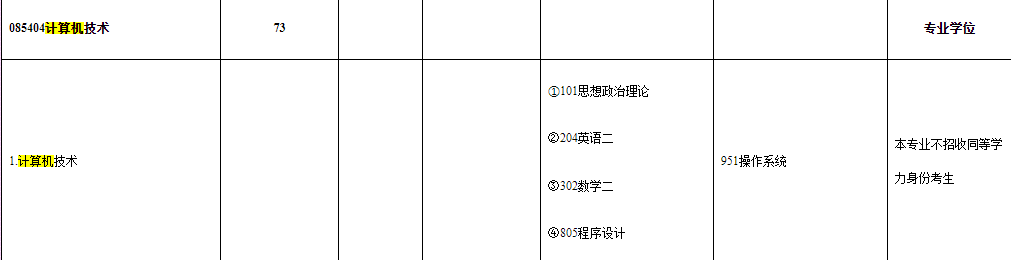 085404计算机技术
73
专业学位
1.计算机技术
①101思想政治理论
②204英语二
③302数学二
④805程序设计
951操作系统
本专业不招收同等学
力身份考生